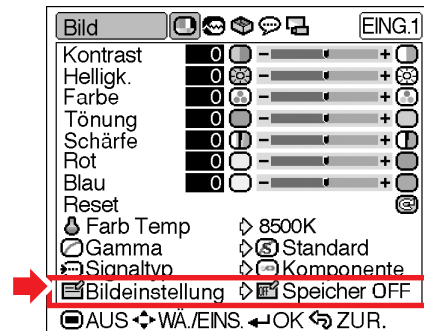 Bild EING.1
Kontrast 0 - +
Helligk. 0 - +
Farbe 0 - +
Tönung 0 - +
Schärfe 0 - +
Rot 0 - +
Blau 0 - +
Reset
Farb Temp 8500K
Gamma S Standard
Signaltyp Komponente
Bildeinstellung OFF Speicher OFF
AUS WÄ./EINS. OK ZUR.